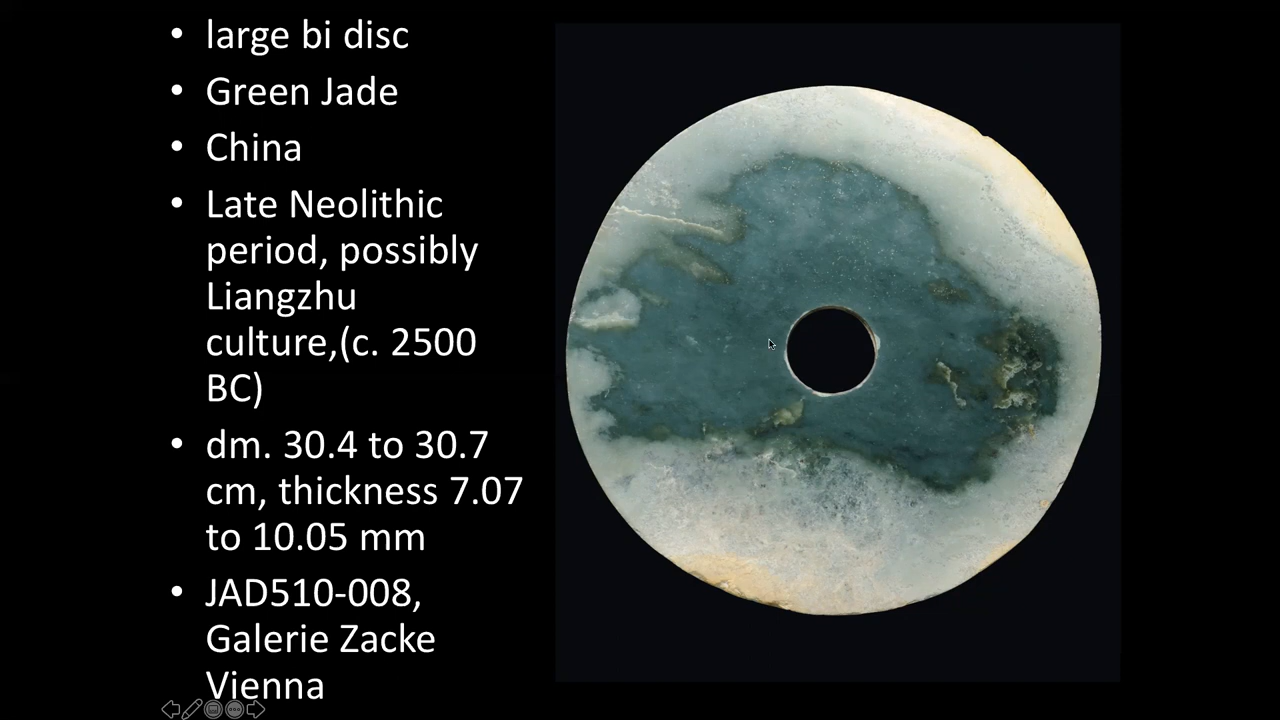 • large bi disc
• Green Jade
• China
• Late Neolithic
period, possibly
Liangzhu
culture,(c. 2500
BC)
• dm. 30.4 to 30.7
cm, thickness 7.07
to 10.05 mm
• JAD510-008,
Galerie Zacke
Vienna